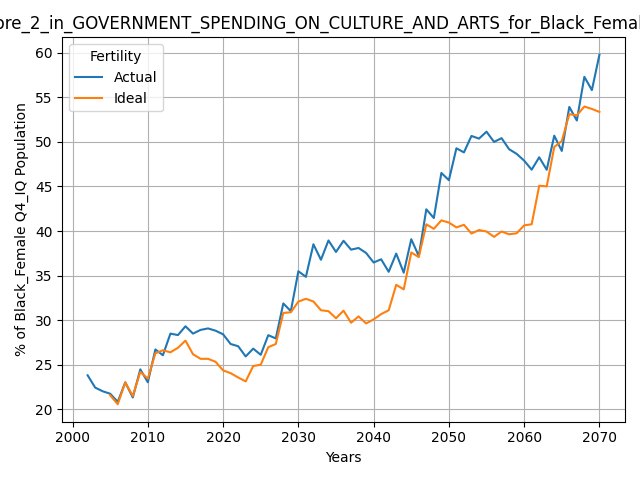 ore_2_in_GOVERNMENT_SPENDING_ON_CULTURE_AND_ARTS_for_Black_Femal
Fertility
Actual
Ideal
% of Black_Female Q4_IQ Population
60
55
50
45
40
35
30
25
20
2000 2010 2020 2030 2040 2050 2060 2070
Years